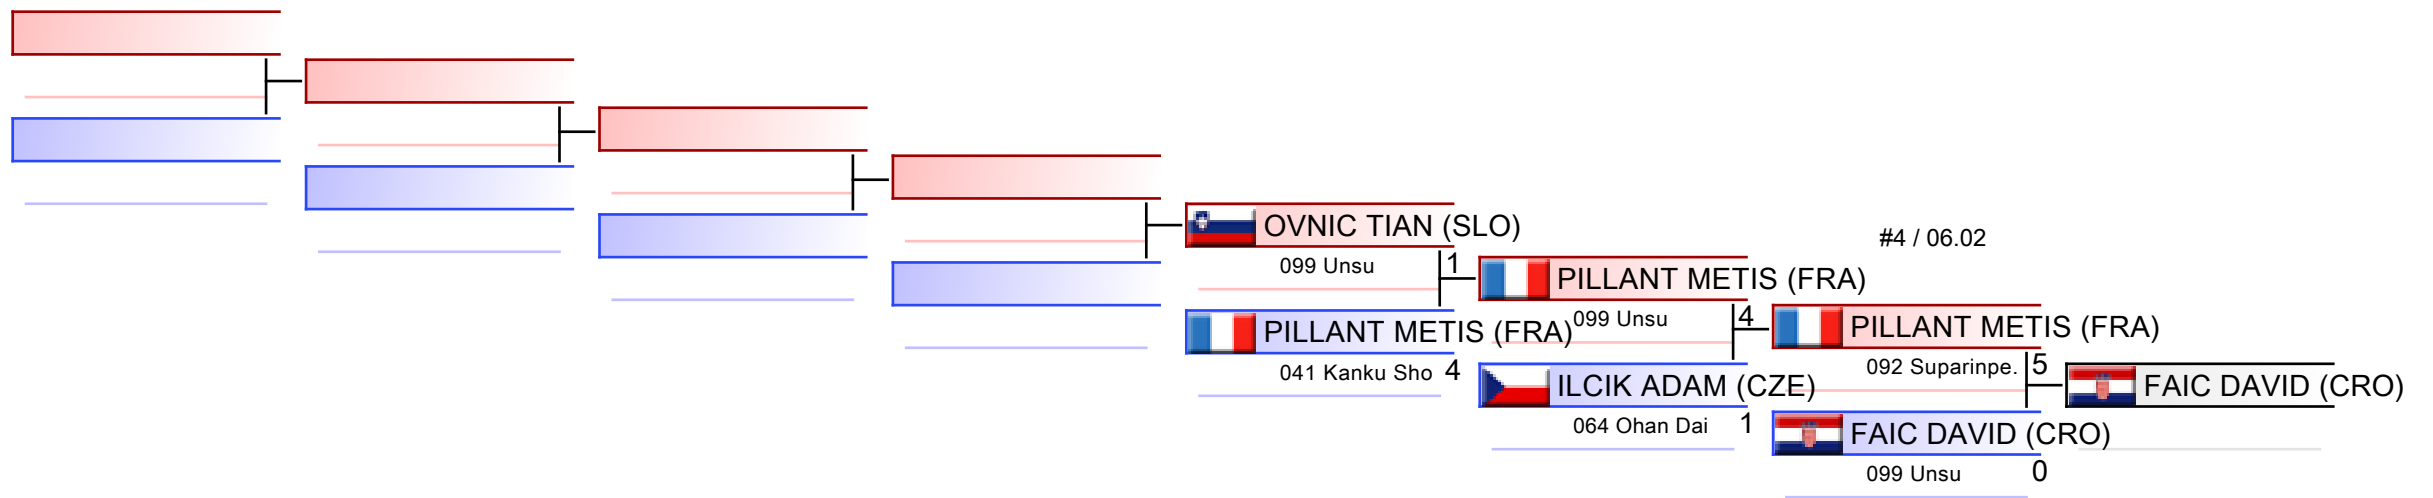 OVNIC TIAN (SLO)
099 Unsu 1
PILLANT METIS (FRA)
041 Kanku Sho 4
PILLANT METIS (FRA)
099 Unsu 4
ILCIK ADAM (CZE)
064 Ohan Dai 1
#4 / 06.02
PILLANT METIS (FRA)
092 Suparinpe. 5
FAIC DAVID (CRO)
099 Unsu 0
FAIC DAVID (CRO)